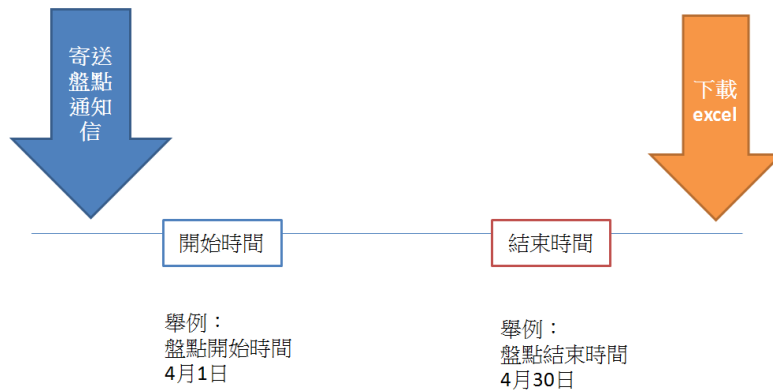 寄送
盤點
通知
信
下載
excel
開始時間
結束時間
舉例：
盤點開始時間
4月1日
舉例：
盤點結束時間
4月30日